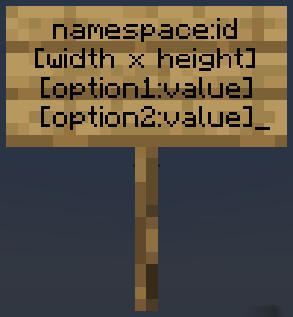 namespace:id
[width x height]
[option1:value]
[option2:value]_